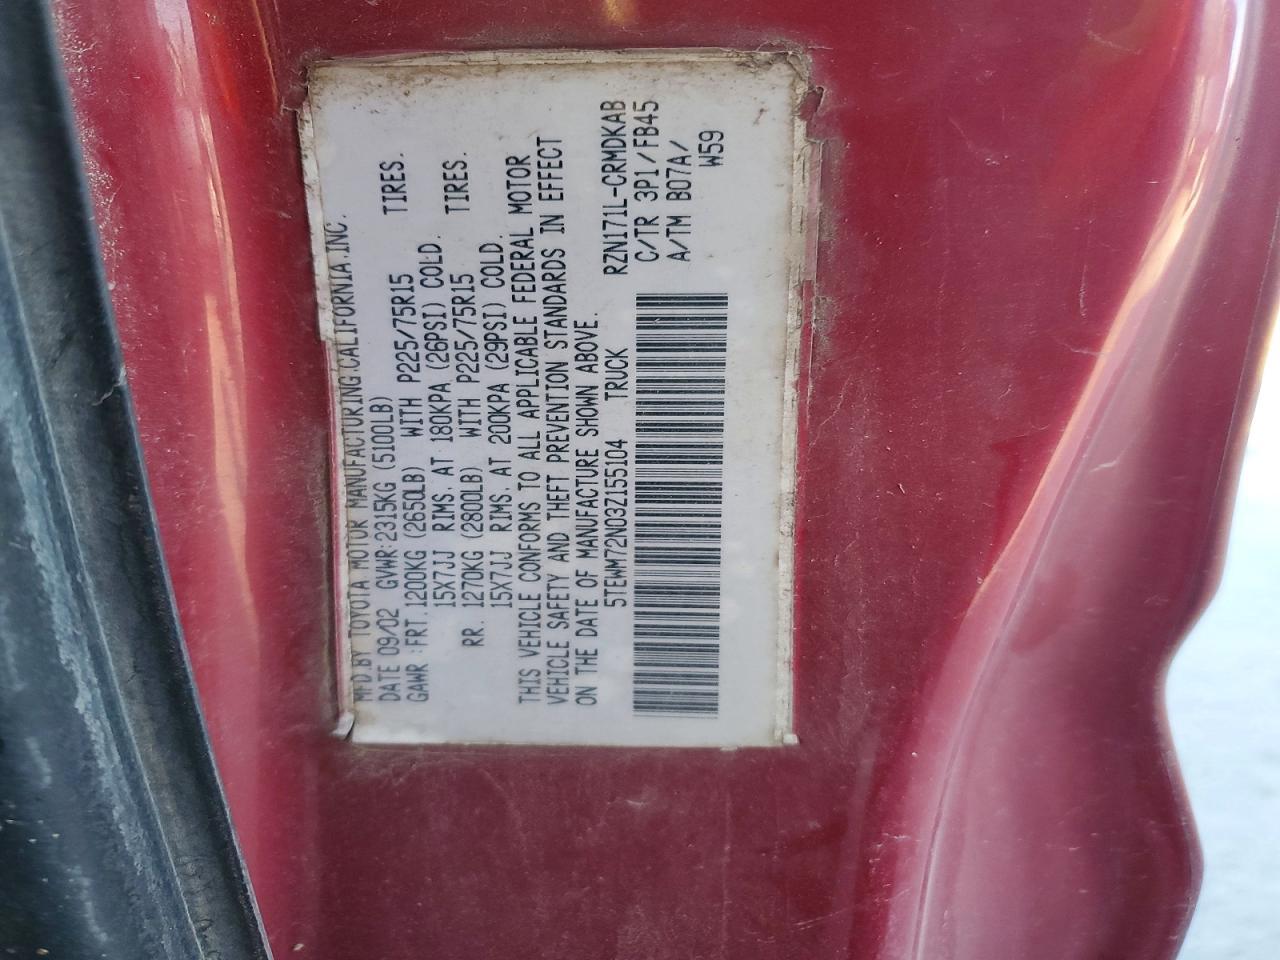 MFD.BY TOYOTA MOTOR MANUFACTURING.CALIFORNIA.INC.
DATE 09/02 GVWR:2315KG (5100LB)
GAWR :FRT.1200KG (2650LB) WITH P225/75R15 TIRES.
15X7JJ RIMS. AT 180KPA (26PSI) COLD.
RR. 1270KG (2800LB) WITH P225/75R15 TIRES.
15X7JJ RIMS. AT 200KPA (29PSI) COLD.
THIS VEHICLE CONFORMS TO ALL APPLICABLE FEDERAL MOTOR
VEHICLE SAFETY AND THEFT PREVENTION STANDARDS IN EFFECT
ON THE DATE OF MANUFACTURE SHOWN ABOVE.
5TEWM72N03Z155104 TRUCK RZN171L-CRMDKAB
C/TR 3P1/FB45
A/TM B07A/
W59